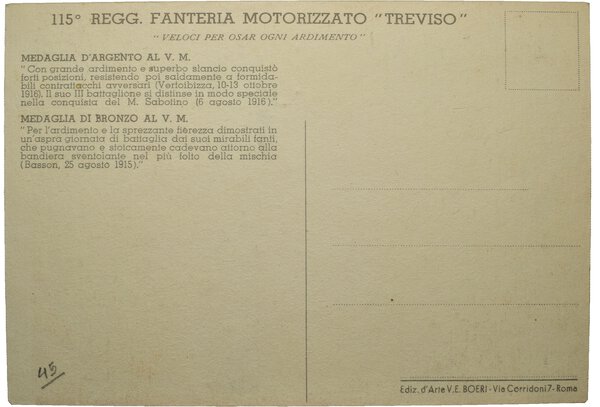 115° REGG. FANTERIA MOTORIZZATO "TREVISO"
"VELOCI PER OSAR OGNI ARDIMENTO"
MEDAGLIA D'ARGENTO AL V. M.
"Con grande ardimento e superbo slancio conquistò
forti posizioni, resistendo poi saldamente a formida-
bili contrattacchi avversari (Vertoibizza, 10-13 ottobre
1916). Il suo III battaglione si distinse in modo speciale
nella conquista del M. Sabotino (6 agosto 1916)."
MEDAGLIA DI BRONZO AL V. M.
"Per l'ardimento e la sprezzante fierezza dimostrati in
un'aspra giornata di battaglia dai suoi mirabili fanti,
che pugnavano e stoicamente cadevano attorno alla
bandiera sventolante nel più folto della mischia
(Basson, 25 agosto 1915)."
45
Ediz. d'Arte V. E. BOERI - Via Corridoni 7 - Roma